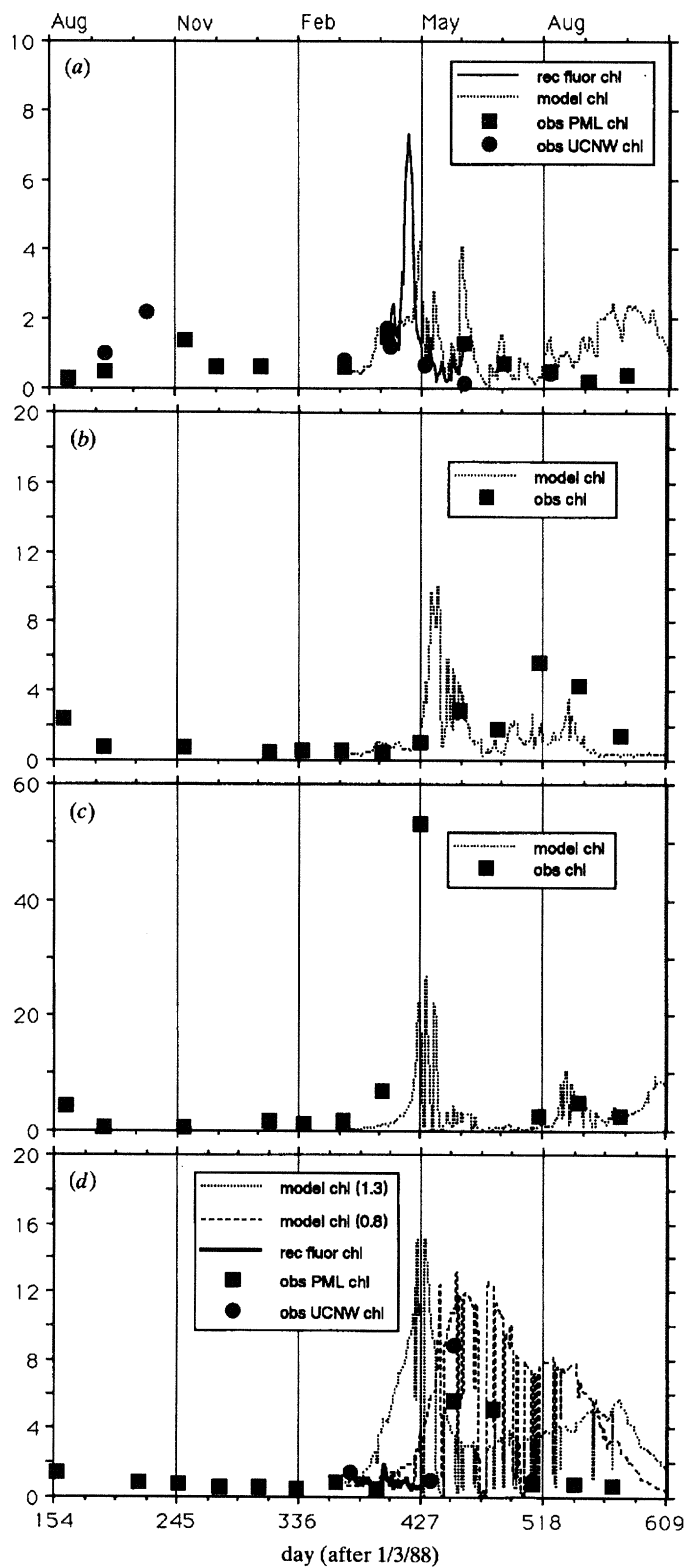 Aug Nov Feb May Aug
10
(a)
rec fluor chl
model chl
obs PML chl
obs UCNW chl
8
6
4
2
0
20
(b)
model chl
obs chl
16
12
8
4
0
60
(c)
model chl
obs chl
50
40
20
10
0
20
(d)
model chl (1.3)
model chl (0.8)
rec fluor chl
obs PML chl
obs UCNW chl
16
12
8
4
0
154 245 336 427 518 609
day (after 1/3/88)